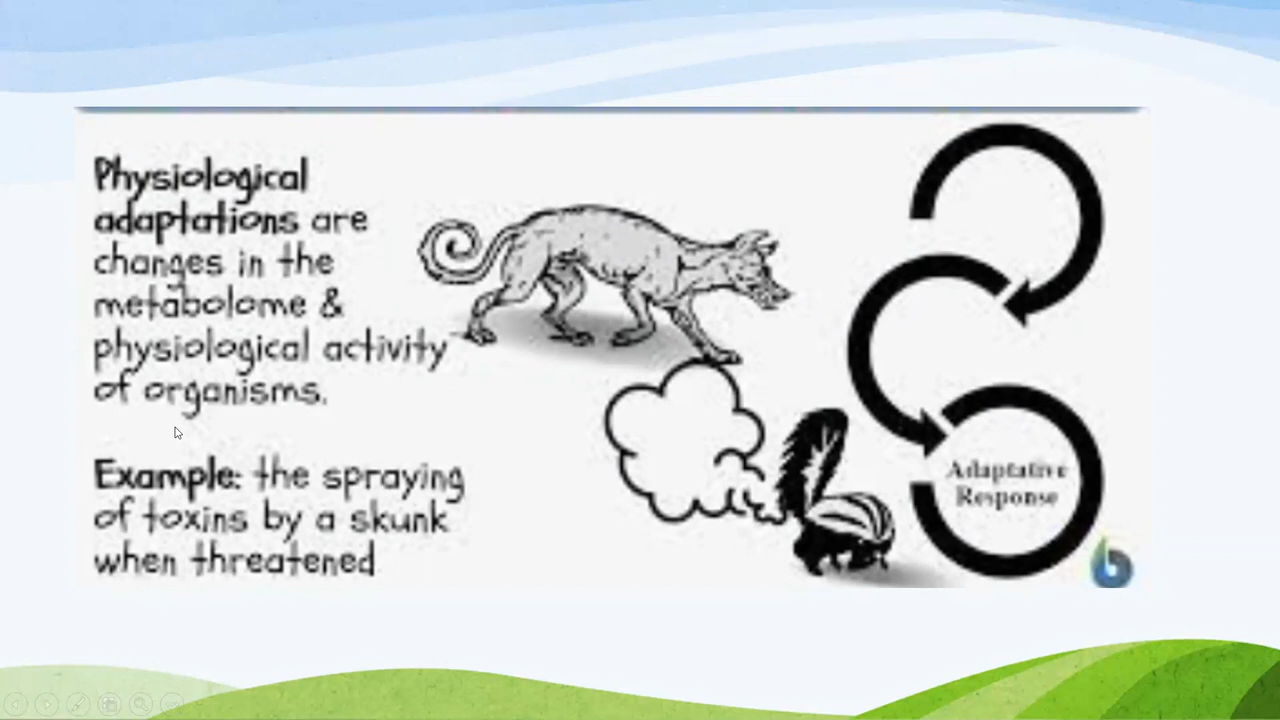 Physiological
adaptations are
changes in the
metabolome &
physiological activity
of organisms.
Example: the spraying
of toxins by a skunk
when threatened
Adaptative
Response